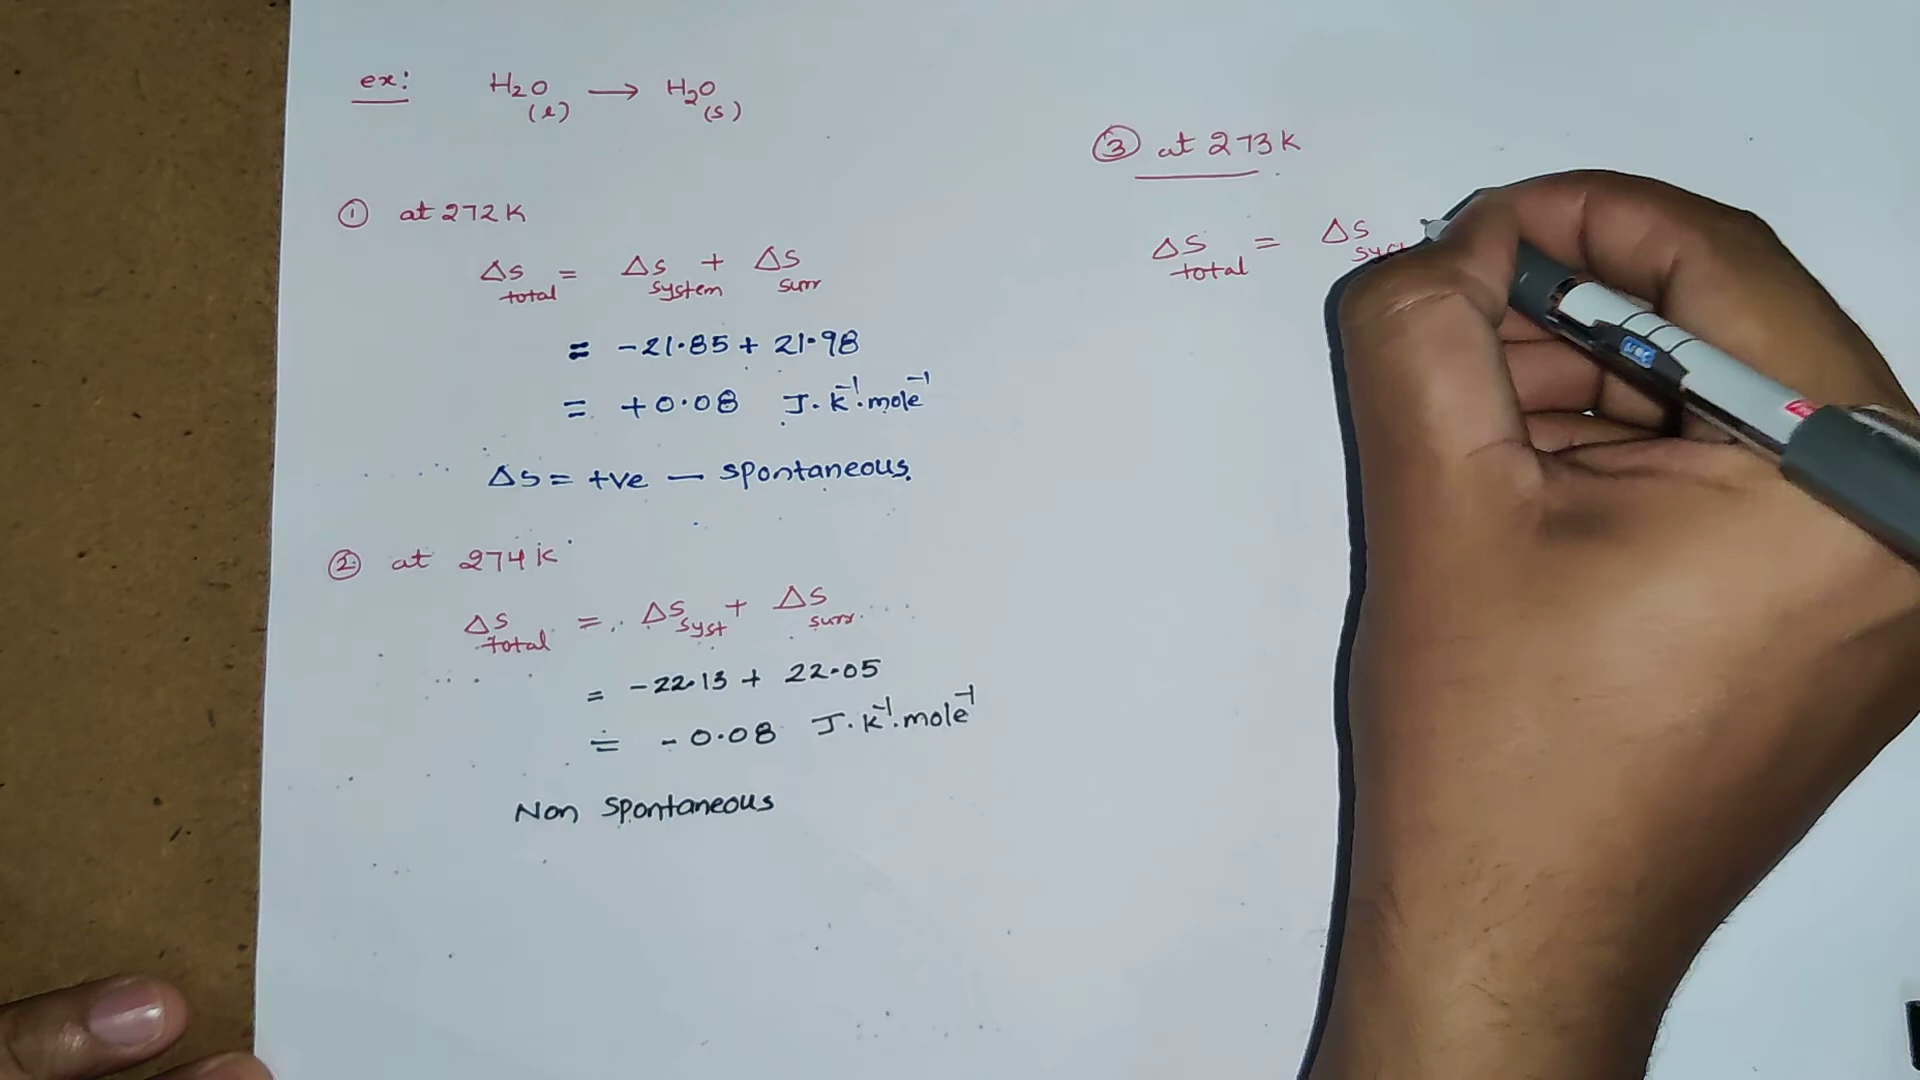 ex: H₂O(l) → H₂O(s)
① at 272 K
ΔS total = ΔS system + ΔS surr
= -21.85 + 21.98
= +0.08 J. K⁻¹. mole⁻¹
ΔS = +ve — spontaneous.
② at 274 K
ΔS total = ΔS syst + ΔS surr.
= -22.13 + 22.05
= -0.08 J. K⁻¹. mole⁻¹
Non Spontaneous
③ at 273 K
ΔS total = ΔS syst